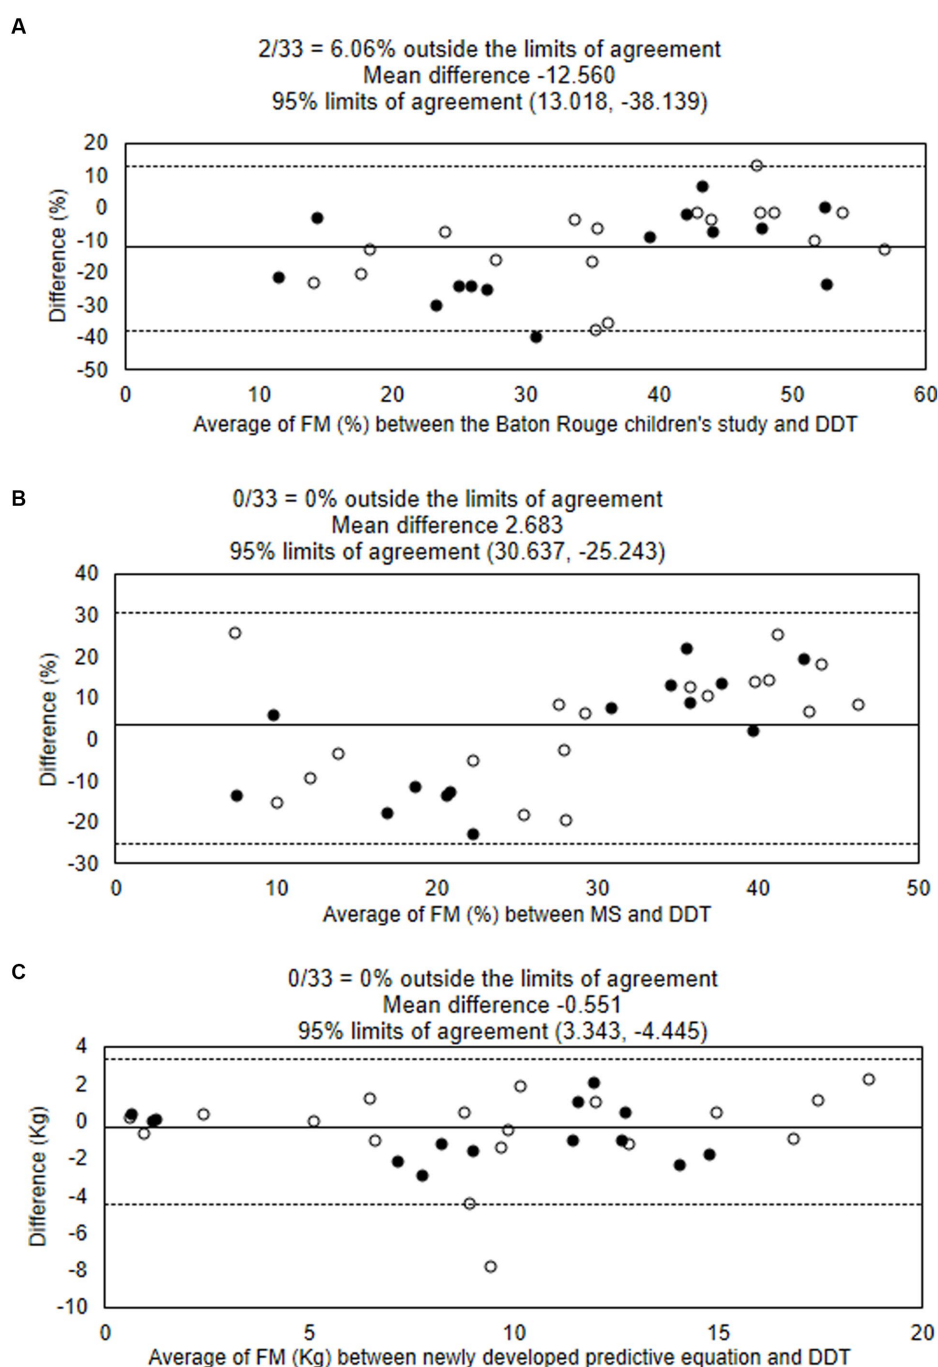 A
2/33 = 6.06% outside the limits of agreement
Mean difference -12.560
95% limits of agreement (13.018, -38.139)
20
10
0
-10
-20
-30
-40
-50
Difference (%)
0 10 20 30 40 50 60
Average of FM (%) between the Baton Rouge children's study and DDT
B
0/33 = 0% outside the limits of agreement
Mean difference 2.683
95% limits of agreement (30.637, -25.243)
40
30
20
10
0
-10
-20
-30
Difference (%)
0 10 20 30 40 50
Average of FM (%) between MS and DDT
C
0/33 = 0% outside the limits of agreement
Mean difference -0.551
95% limits of agreement (3.343, -4.445)
4
2
0
-2
-4
-6
-8
-10
Difference (Kg)
0 5 10 15 20
Average of FM (Kg) between newly developed predictive equation and DDT